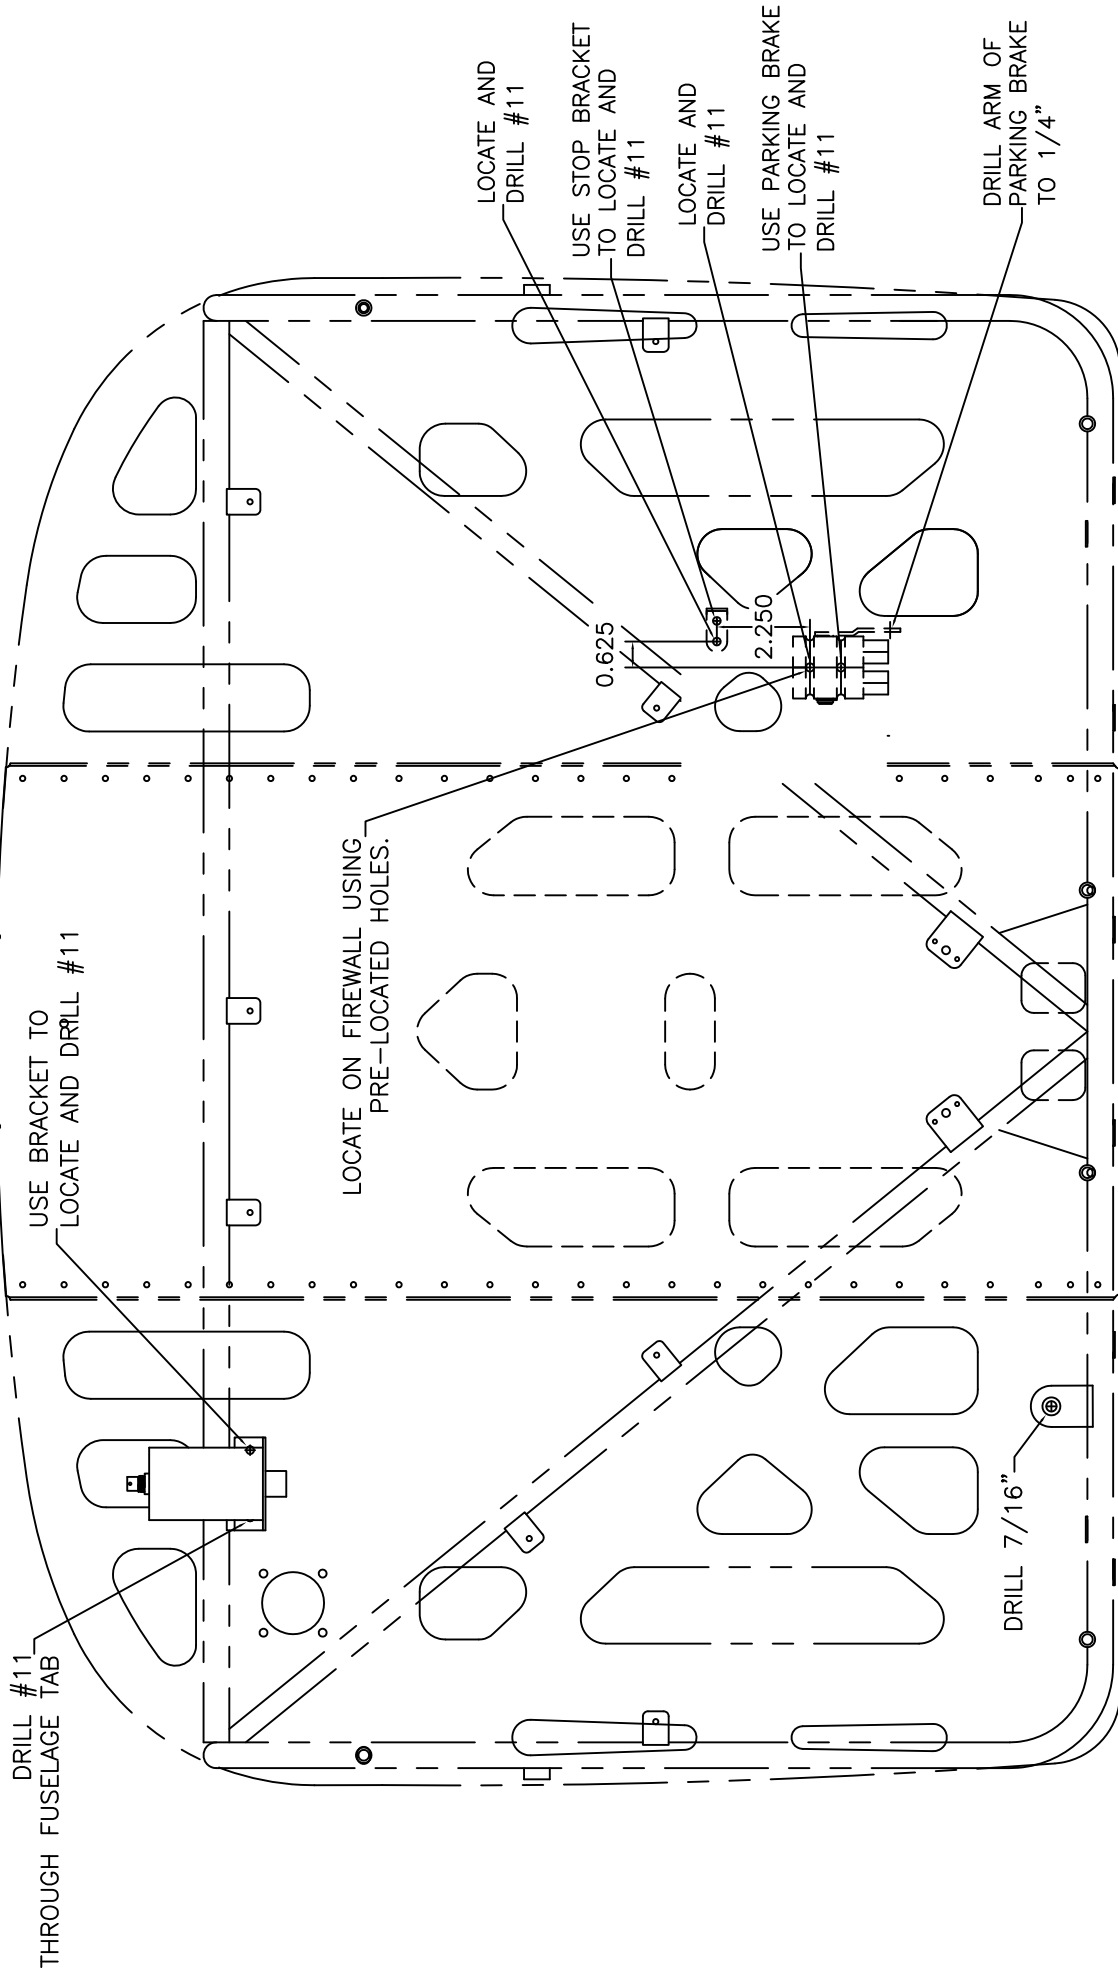 DRILL #11
THROUGH FUSELAGE TAB
USE BRACKET TO
LOCATE AND DRILL #11
LOCATE ON FIREWALL USING
PRE-LOCATED HOLES.
LOCATE AND
DRILL #11
USE STOP BRACKET
TO LOCATE AND
DRILL #11
0.625
LOCATE AND
DRILL #11
2.250
USE PARKING BRAKE
TO LOCATE AND
DRILL #11
DRILL ARM OF
PARKING BRAKE
TO 1/4"
DRILL 7/16"